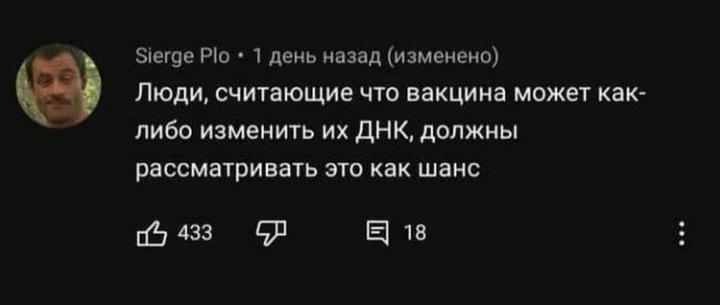 Sierge Plo • 1 день назад (изменено)
Люди, считающие что вакцина может как-
либо изменить их ДНК, должны
рассматривать это как шанс
433 18